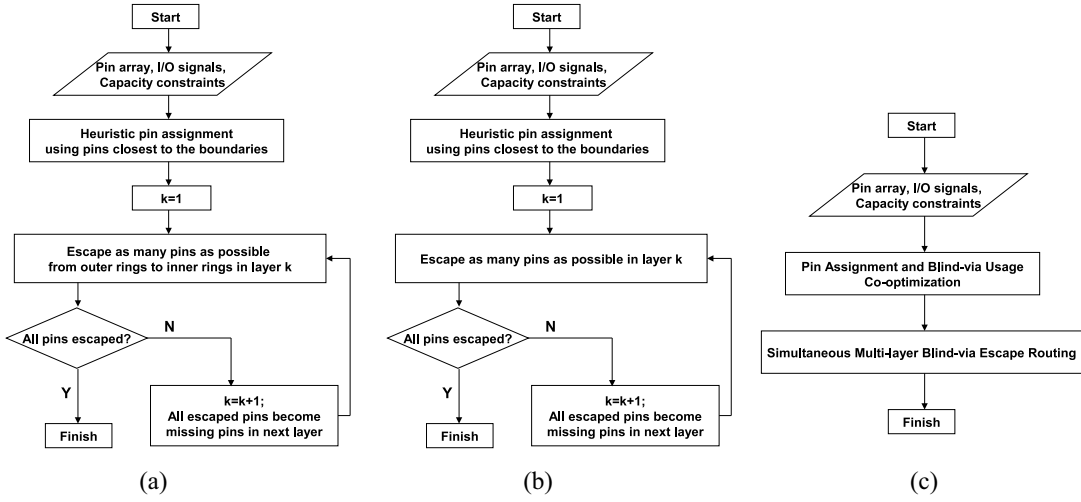 Start
Pin array, I/O signals,
Capacity constraints
Heuristic pin assignment
using pins closest to the boundaries
k=1
Escape as many pins as possible
from outer rings to inner rings in layer k
All pins escaped?
N
Y
k=k+1;
All escaped pins become
missing pins in next layer
Finish
(a)
Start
Pin array, I/O signals,
Capacity constraints
Heuristic pin assignment
using pins closest to the boundaries
k=1
Escape as many pins as possible in layer k
All pins escaped?
N
Y
k=k+1;
All escaped pins become
missing pins in next layer
Finish
(b)
Start
Pin array, I/O signals,
Capacity constraints
Pin Assignment and Blind-via Usage
Co-optimization
Simultaneous Multi-layer Blind-via Escape Routing
Finish
(c)